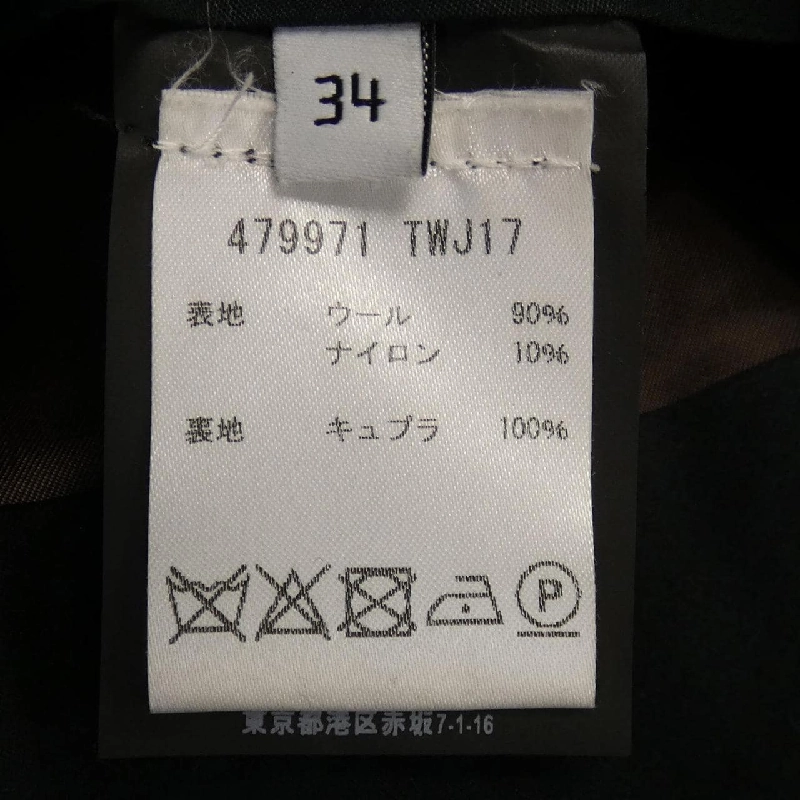 34
479971 TWJ17
表地 ウール 90%
ナイロン 10%
裏地 キュプラ 100%
P
東京都港区赤坂7-1-16